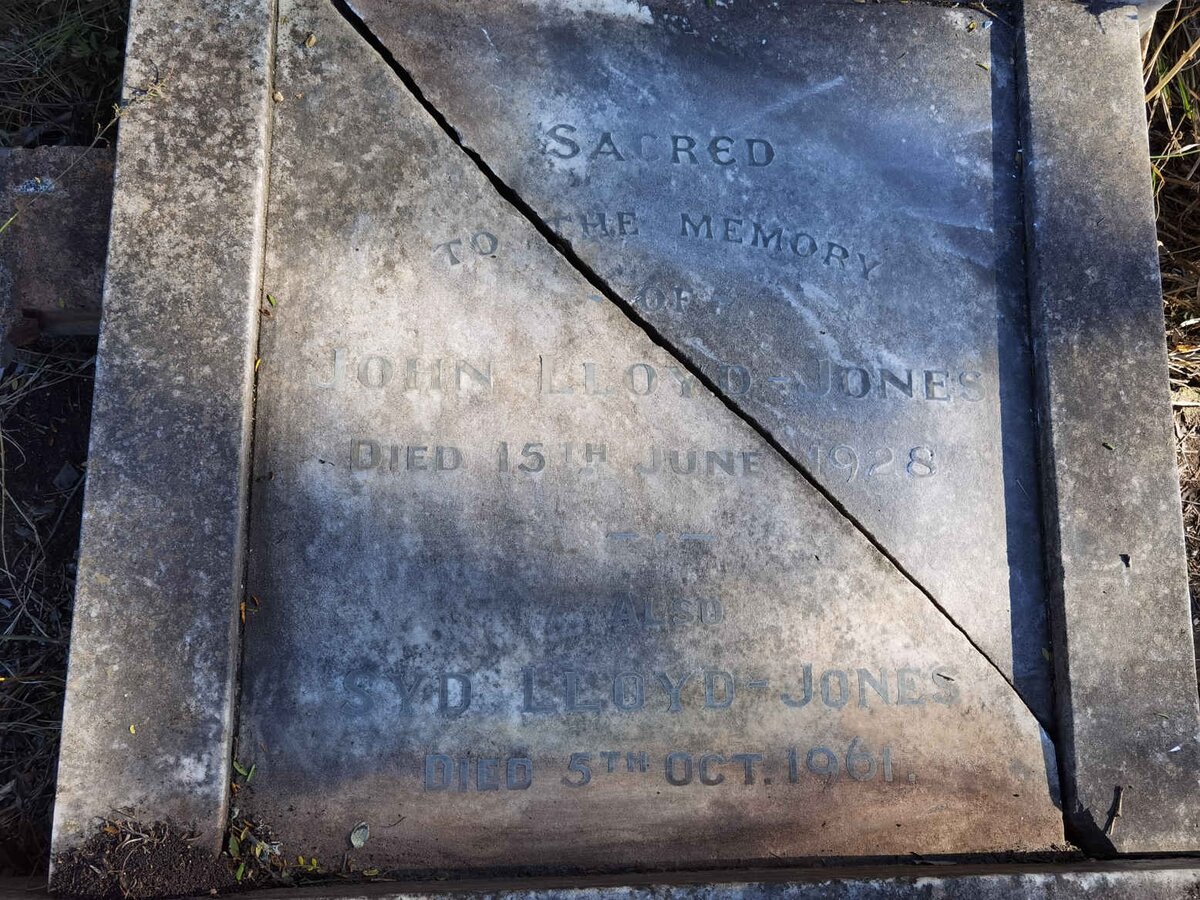 SACRED
TO THE MEMORY
- OF -
JOHN LLOYD-JONES
DIED 15TH JUNE 1928
ALSO
SYD LLOYD-JONES
DIED 5TH OCT. 1961.